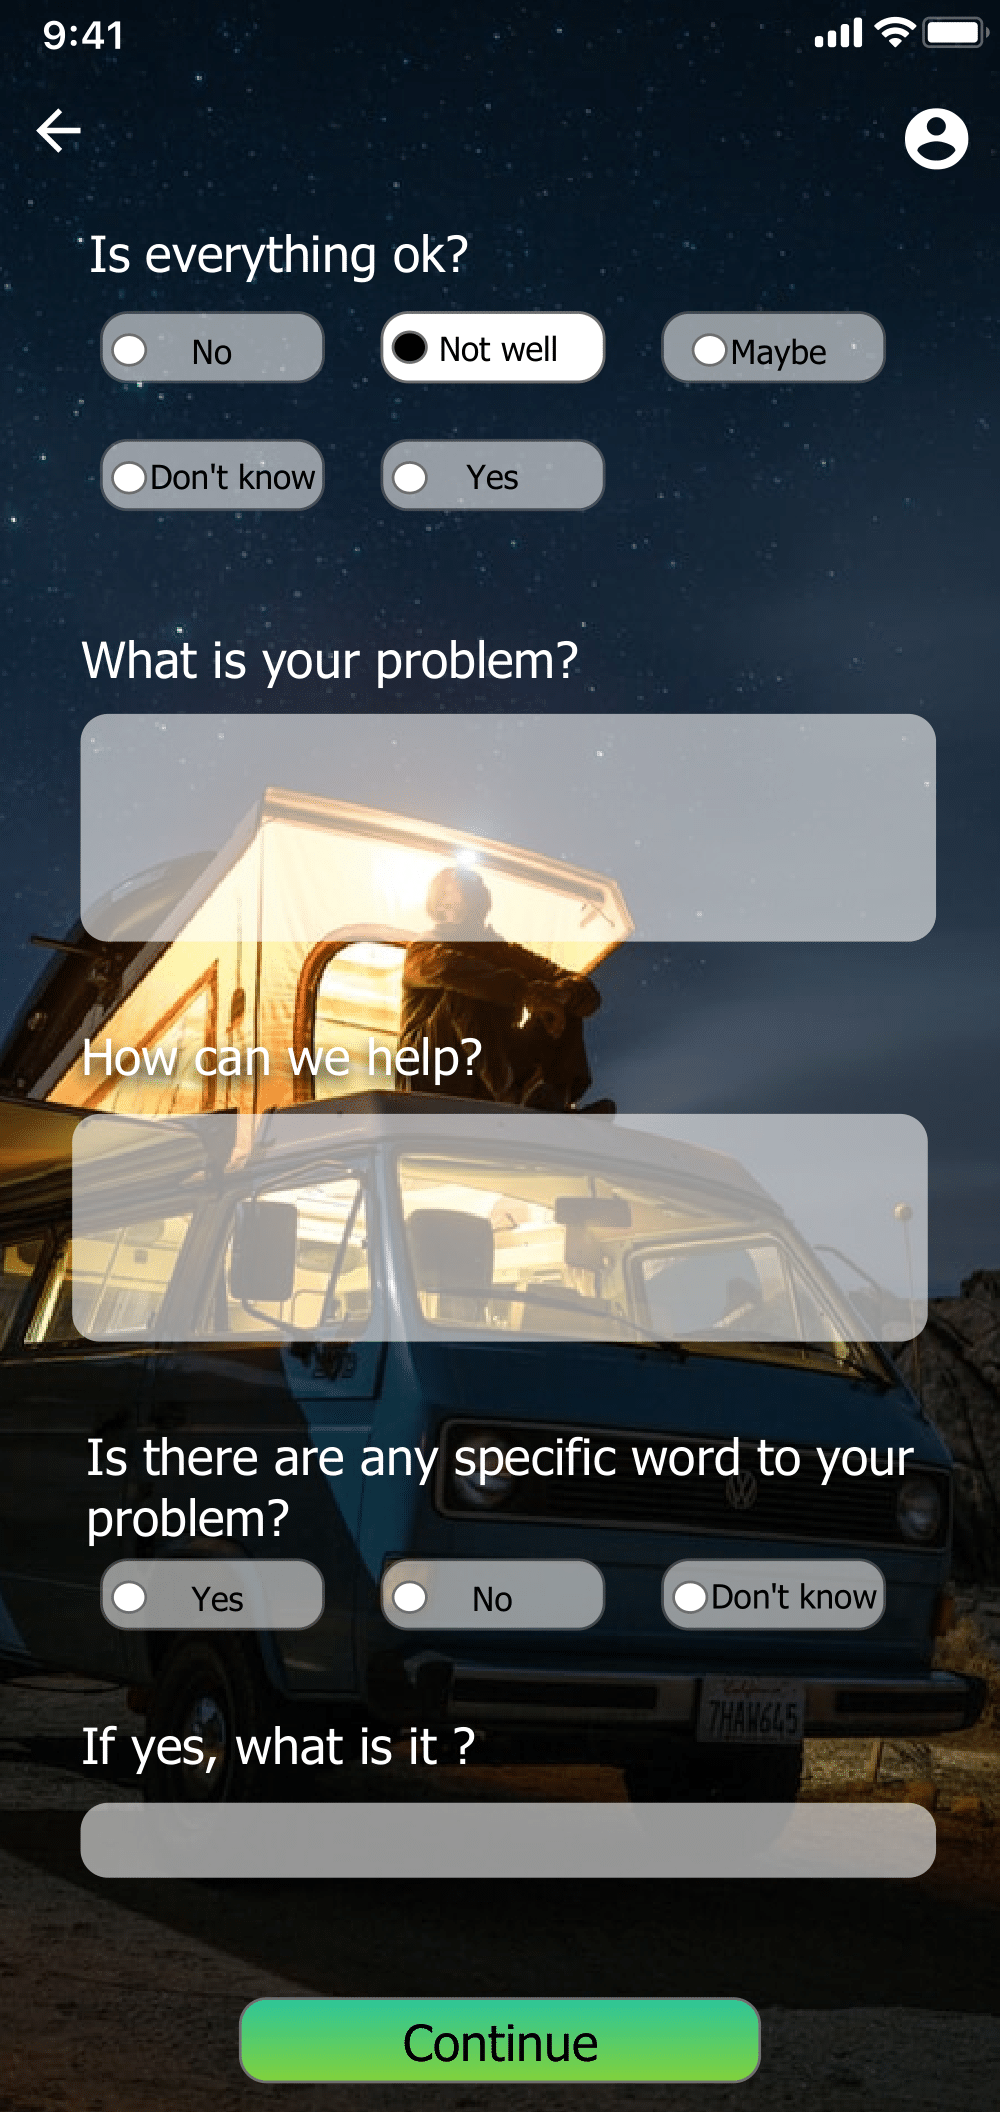 9:41
Is everything ok?
No
Not well
Maybe
Don't know
Yes
What is your problem?
How can we help?
Is there are any specific word to your
problem?
Yes
No
Don't know
7HAW645
If yes, what is it ?
Continue